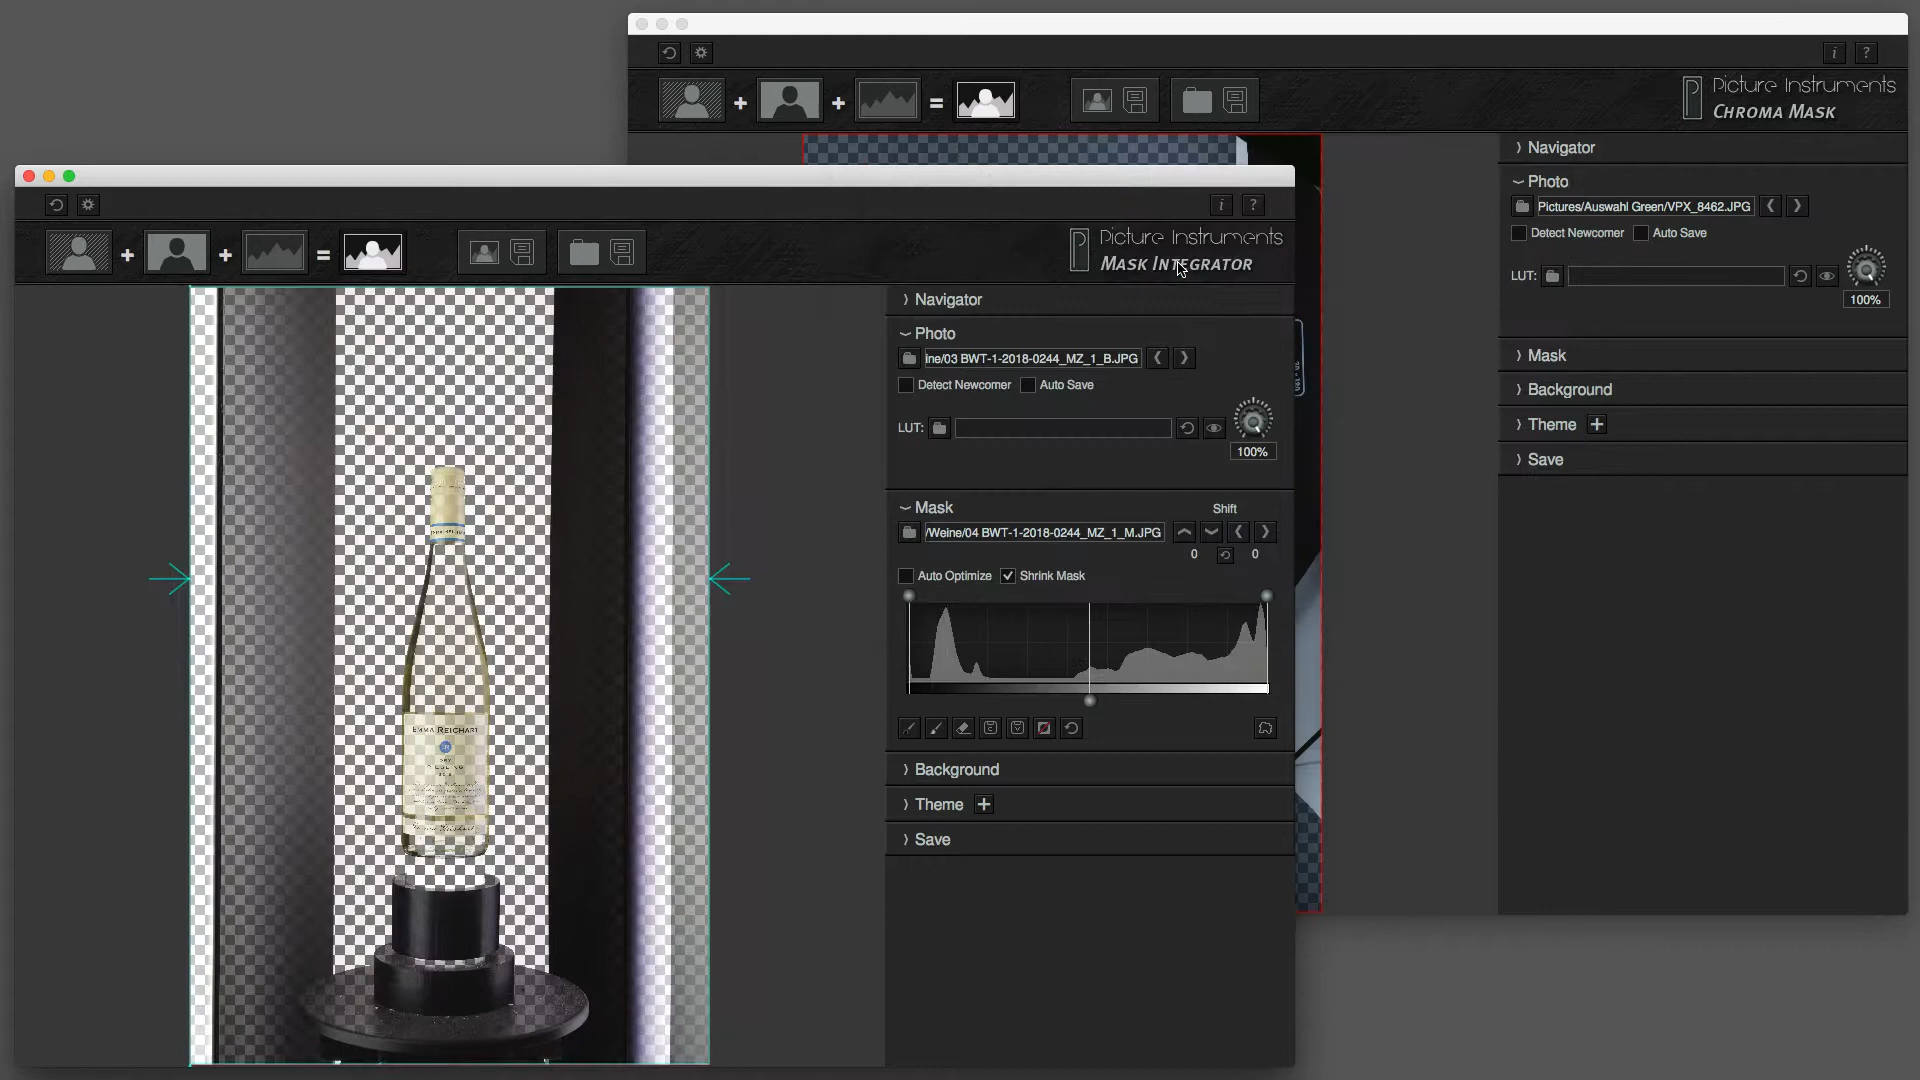 i ?
Picture Instruments
CHROMA MASK
Navigator
Photo
Pictures/Auswahl Green/VPX_8462.JPG
Detect Newcomer Auto Save
LUT:
100%
Mask
Background
Theme +
Save
i ?
Picture Instruments
MASK INTEGRATOR
Navigator
Photo
ine/03 BWT-1-2018-0244_MZ_1_B.JPG
Detect Newcomer Auto Save
LUT:
100%
Mask Shift
/Weine/04 BWT-1-2018-0244_MZ_1_M.JPG
0 0
Auto Optimize Shrink Mask
Background
Theme +
Save
EMMA REICHART
ER
DRY
RIESLING